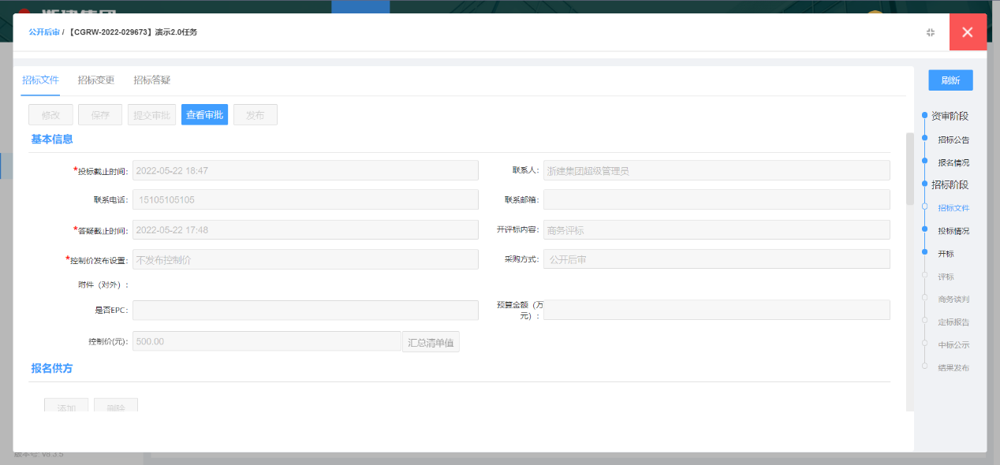 浙建集团
公开后审 / 【CGRW-2022-029673】演示2.0任务
招标文件 招标变更 招标答疑
刷新
修改 保存 提交审批 查看审批 发布
基本信息
*投标截止时间: 2022-05-22 18:47 联系人: 浙建集团超级管理员
联系电话: 15105105105 联系邮箱:
*答疑截止时间: 2022-05-22 17:48 开评标内容: 商务评标
*控制价发布设置: 不发布控制价 采购方式: 公开后审
附件（对外）:
是否EPC: 预算金额（万
元）:
控制价(元): 500.00 汇总清单值
报名供方
添加 删除
资审阶段
招标公告
报名情况
招标阶段
招标文件
投标情况
开标
评标
商务谈判
定标报告
中标公示
结果发布
版本号: V6.3.5